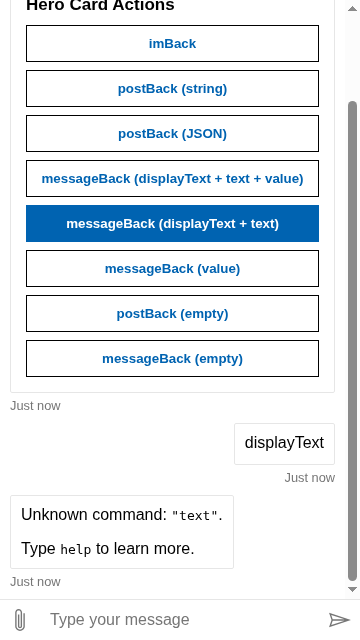 Hero Card Actions
imBack
postBack (string)
postBack (JSON)
messageBack (displayText + text + value)
messageBack (displayText + text)
messageBack (value)
postBack (empty)
messageBack (empty)
Just now
displayText
Just now
Unknown command: "text".
Type help to learn more.
Just now
Type your message